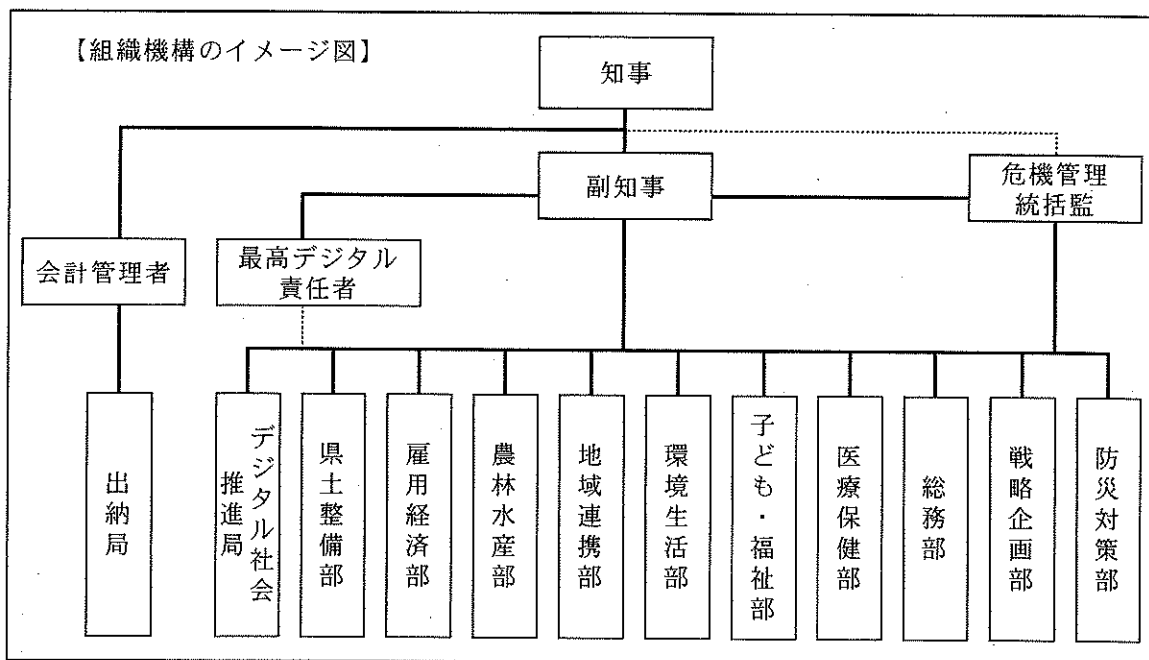 【組織機構のイメージ図】
知事
副知事
危機管理
統括監
会計管理者
最高デジタル
責任者
出納局
デジタル社会
推進局
県土整備部
雇用経済部
農林水産部
地域連携部
環境生活部
子ども・福祉部
医療保健部
総務部
戦略企画部
防災対策部